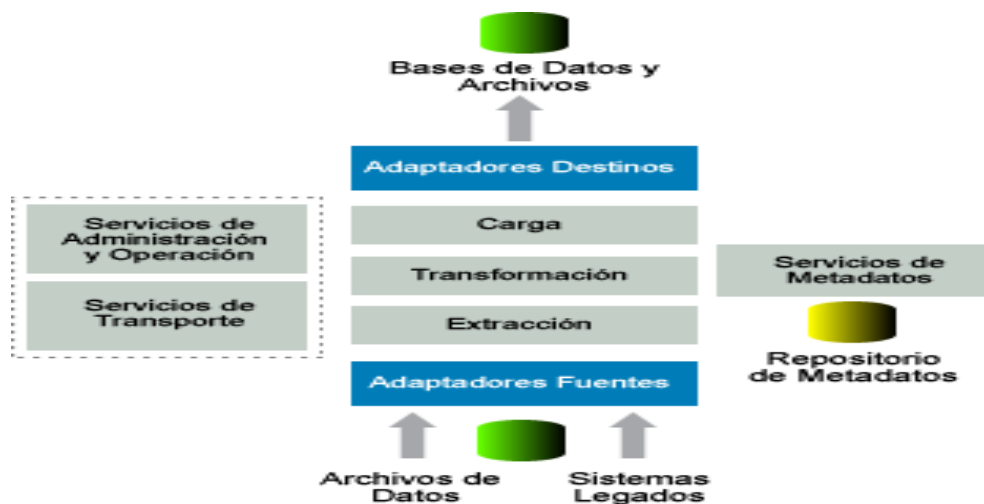 Bases de Datos y
Archivos
Adaptadores Destinos
Servicios de
Administración
y Operación
Servicios de
Transporte
Carga
Transformación
Extracción
Servicios de
Metadatos
Repositorio
de Metadatos
Adaptadores Fuentes
Archivos de
Datos
Sistemas
Legados